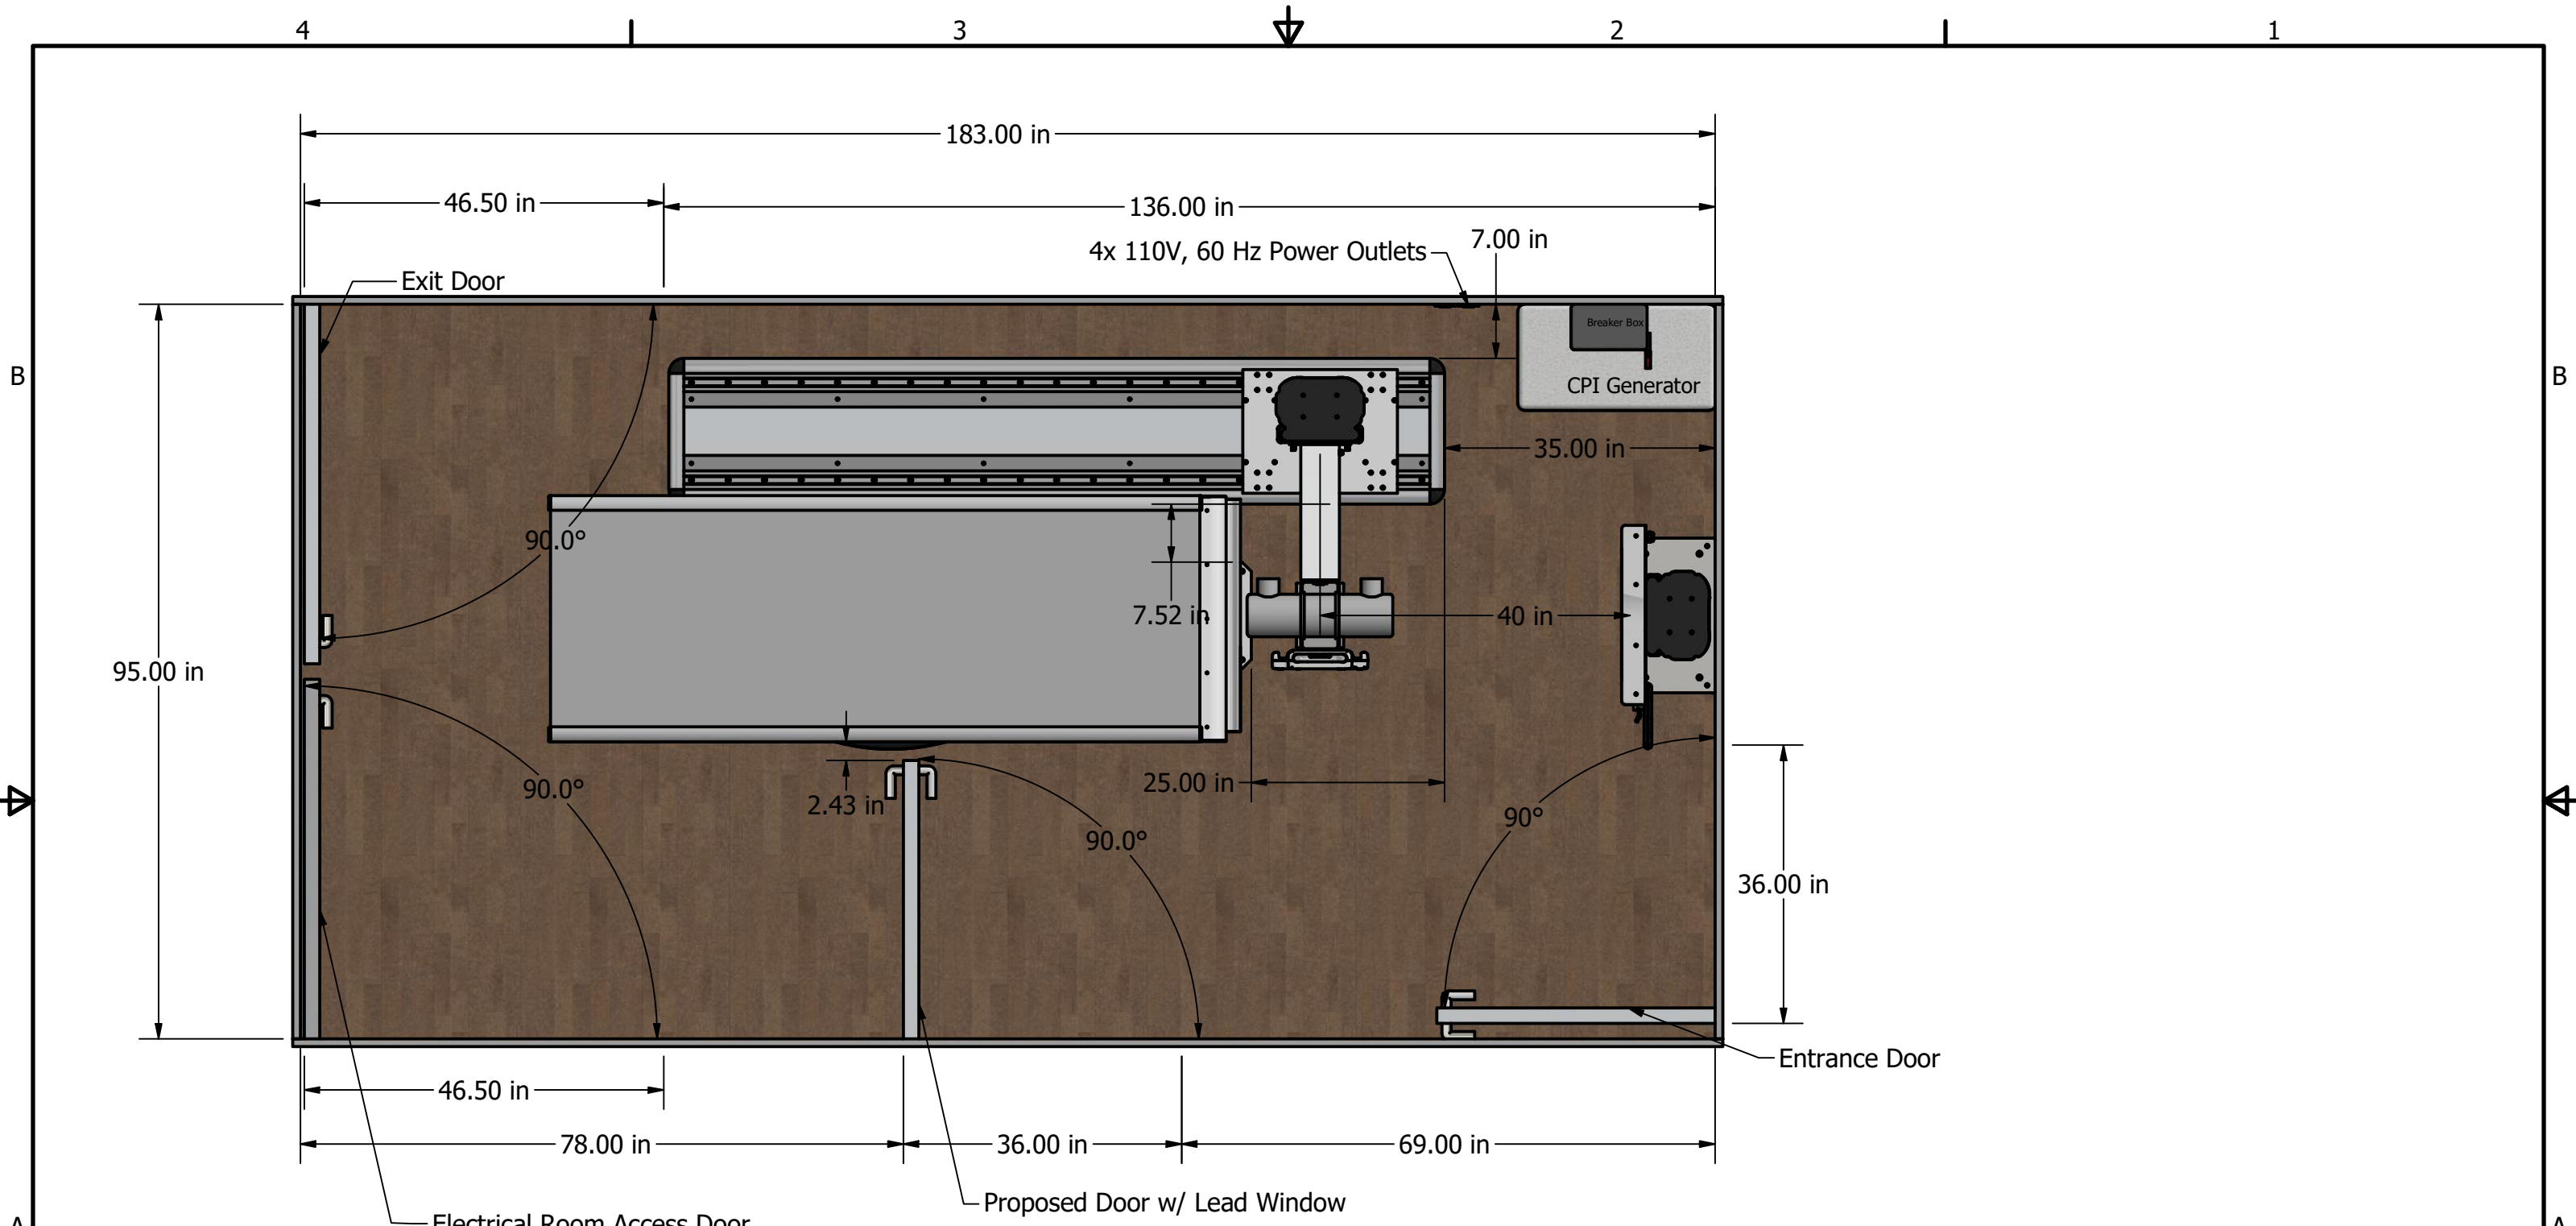 4 3 2 1
183.00 in
46.50 in
136.00 in
7.00 in
4x 110V, 60 Hz Power Outlets
Exit Door
Breaker Box
B B
CPI Generator
35.00 in
90.0°
7.52 in
40 in
95.00 in
25.00 in
90.0°
2.43 in
90°
90.0°
36.00 in
Entrance Door
46.50 in
78.00 in
36.00 in
69.00 in
Proposed Door w/ Lead Window
Electrical Room Access Door
A A